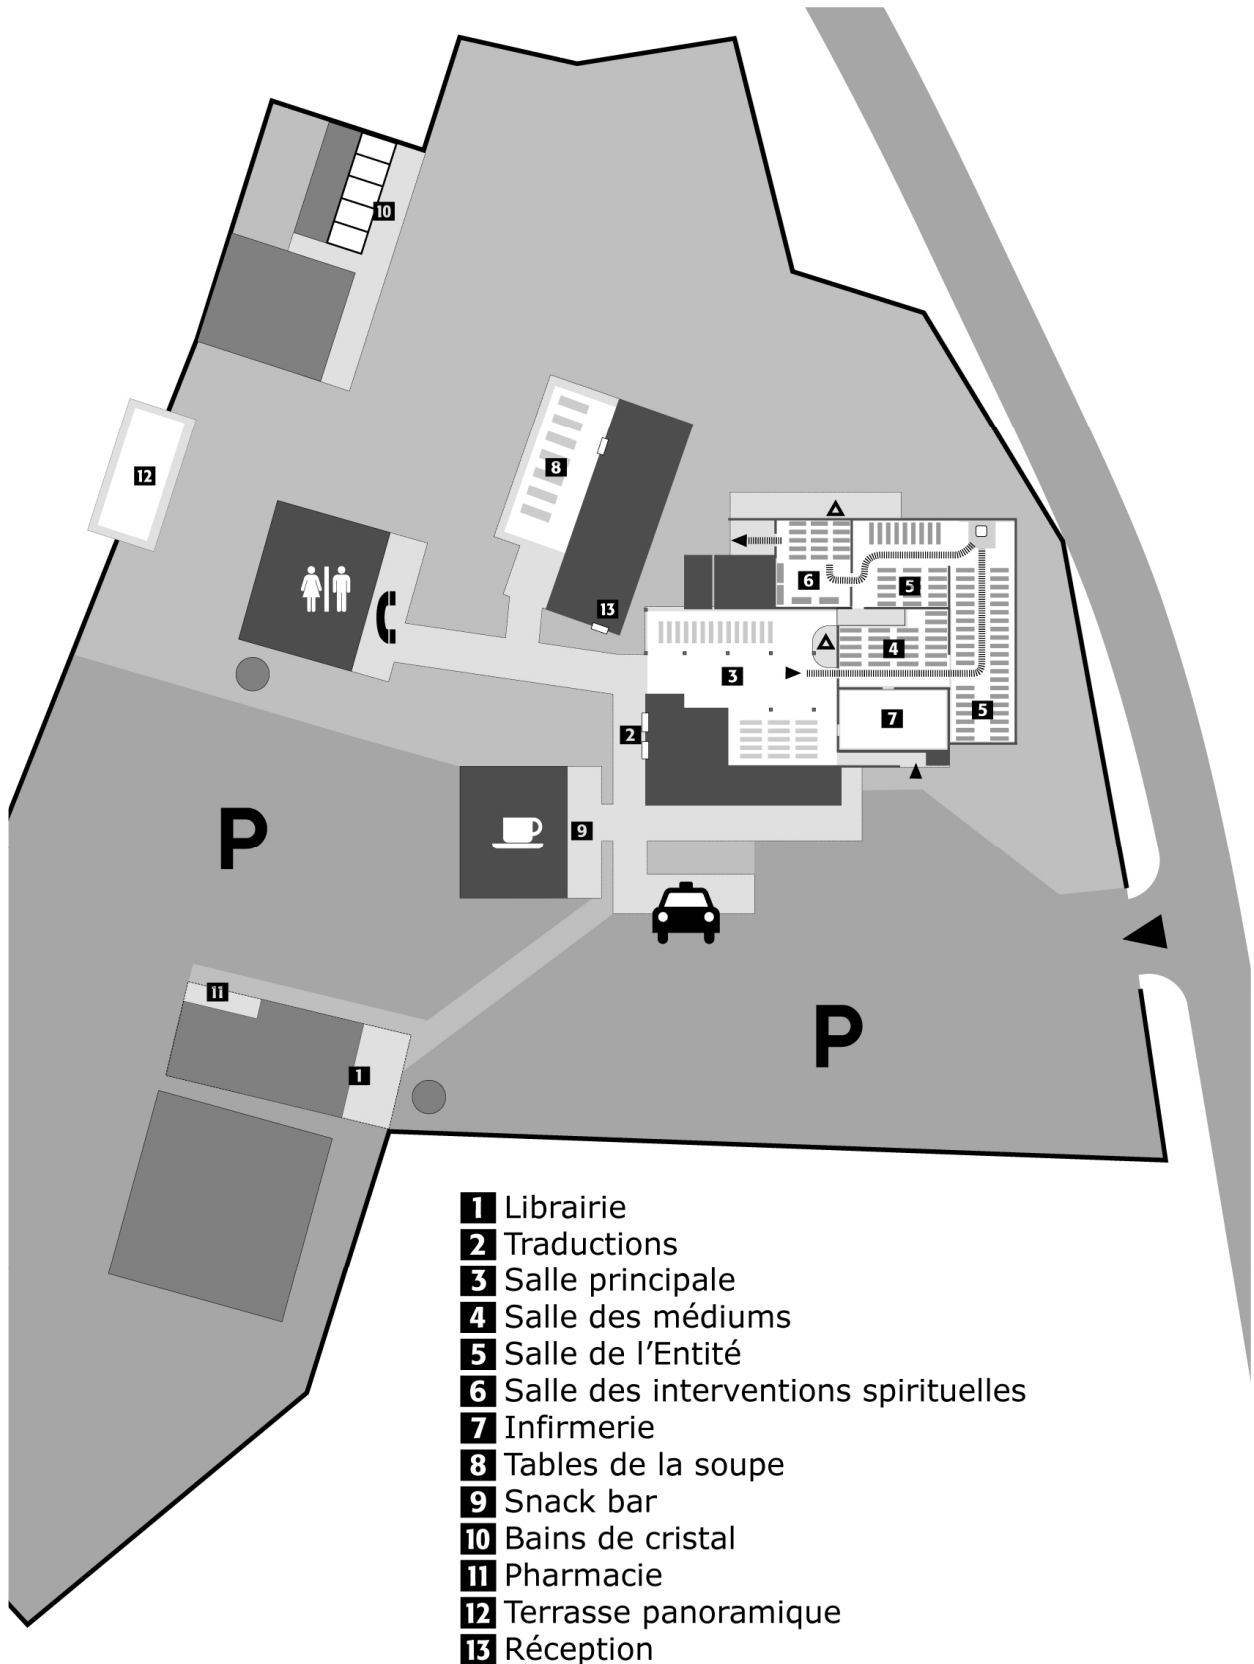 10
12
8
13
6
5
4
3
5
7
2
9
P
11
P
1
1 Librairie
2 Traductions
3 Salle principale
4 Salle des médiums
5 Salle de l’Entité
6 Salle des interventions spirituelles
7 Infirmerie
8 Tables de la soupe
9 Snack bar
10 Bains de cristal
11 Pharmacie
12 Terrasse panoramique
13 Réception